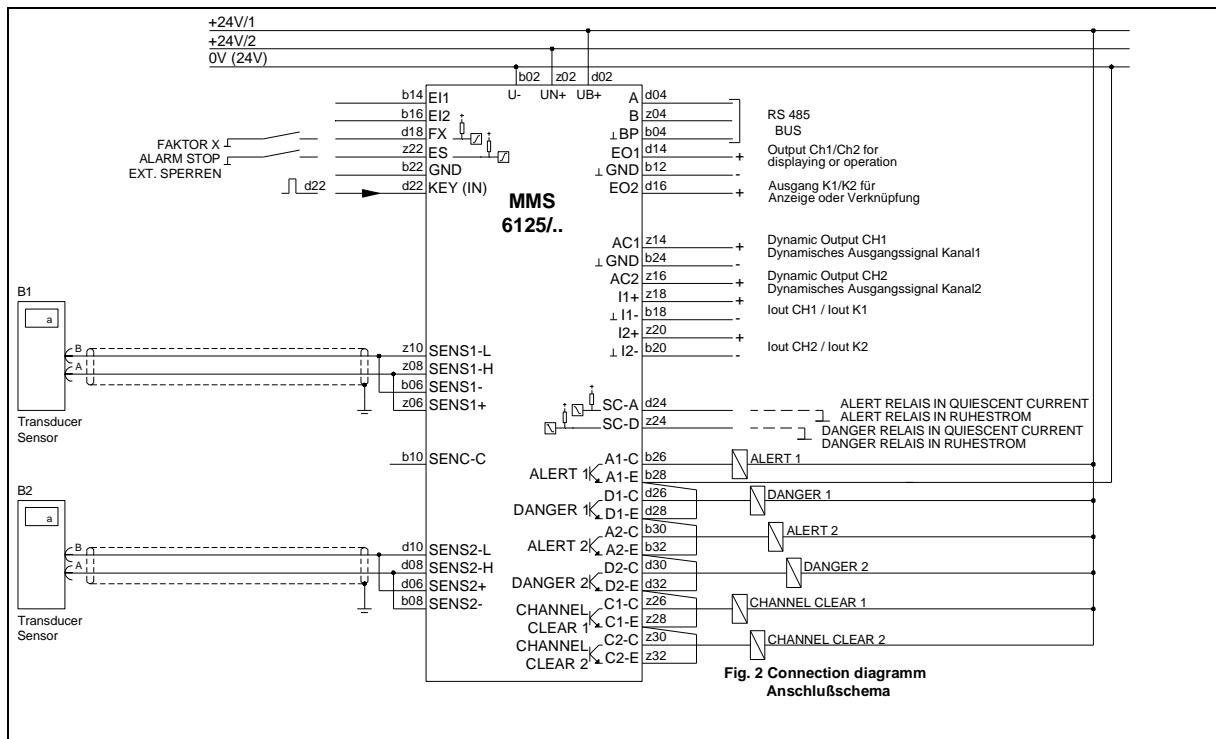 +24V/1
+24V/2
0V (24V)
b02 z02 d02
U- UN+ UB+
b14 EI1
b16 EI2
d18 FX
z22 ES
b22 GND
d22 KEY (IN)
FAKTOR X
ALARM STOP
EXT. SPERREN
d22
MMS
6125/..
A d04
B z04
⊥BP b04
EO1 d14
⊥GND b12
EO2 d16
RS 485
BUS
+ Output Ch1/Ch2 for
displaying or operation
-
+ Ausgang K1/K2 für
Anzeige oder Verknüpfung
AC1 z14
⊥GND b24
AC2 z16
I1+ z18
⊥I1- b18
I2+ z20
⊥I2- b20
+ Dynamic Output CH1
- Dynamisches Ausgangssignal Kanal1
+ Dynamic Output CH2
Dynamisches Ausgangssignal Kanal2
+
- Iout CH1 / Iout K1
+
- Iout CH2 / Iout K2
B1
a
B
A
Transducer
Sensor
z10 SENS1-L
z08 SENS1-H
b06 SENS1-
z06 SENS1+
b10 SENC-C
B2
a
B
A
Transducer
Sensor
d10 SENS2-L
d08 SENS2-H
d06 SENS2+
b08 SENS2-
+
+
+
+
SC-A d24
SC-D z24
ALERT RELAIS IN QUIESCENT CURRENT
ALERT RELAIS IN RUHESTROM
DANGER RELAIS IN QUIESCENT CURRENT
DANGER RELAIS IN RUHESTROM
ALERT 1 A1-C b26 ALERT 1
A1-E b28
DANGER 1 D1-C d26 DANGER 1
D1-E d28
ALERT 2 A2-C b30 ALERT 2
A2-E b32
DANGER 2 D2-C d30 DANGER 2
D2-E d32
CHANNEL
CLEAR 1
C1-C z26 CHANNEL CLEAR 1
C1-E z28
CHANNEL
CLEAR 2
C2-C z30 CHANNEL CLEAR 2
C2-E z32
Fig. 2 Connection diagramm
Anschlußschema